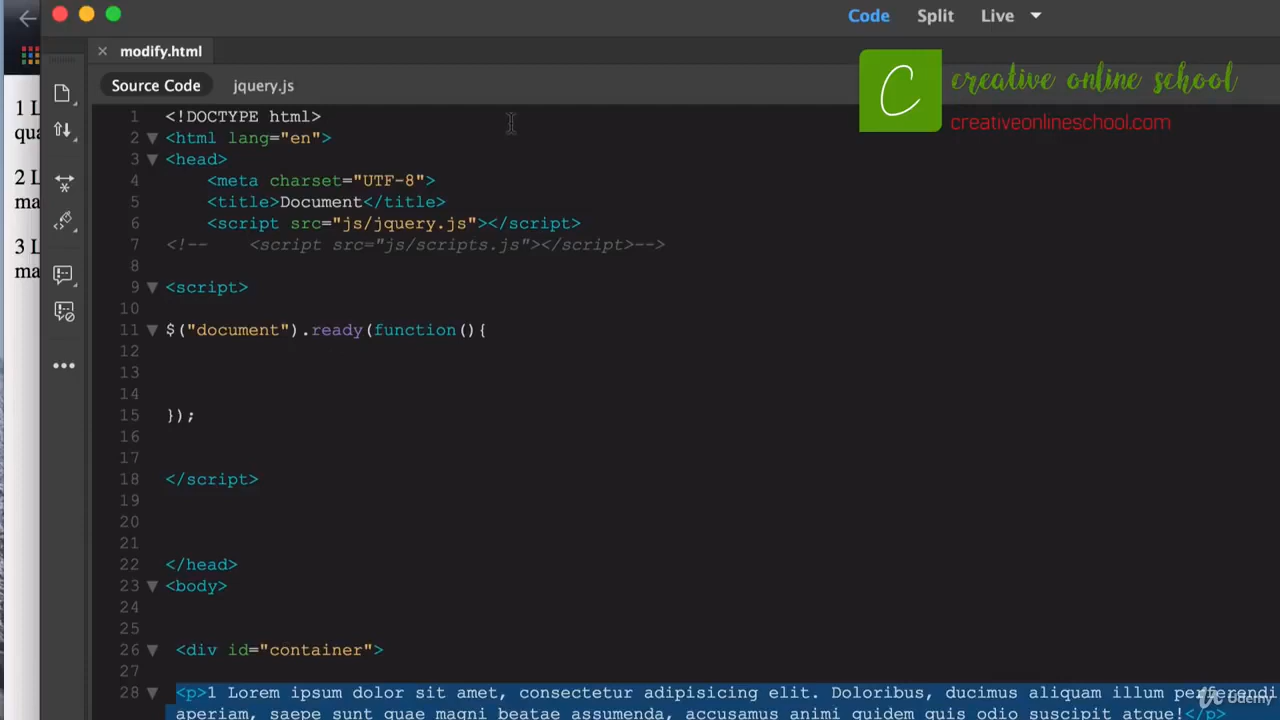 Code Split Live
modify.html
Source Code jquery.js
creative online school
creativeonlineschool.com
C
1 <!DOCTYPE html>
2 <html lang="en">
3 <head>
4 <meta charset="UTF-8">
5 <title>Document</title>
6 <script src="js/jquery.js"></script>
7 <!-- <script src="js/scripts.js"></script>-->
8
9 <script>
10
11 $("document").ready(function(){
12
13
14
15 });
16
17
18 </script>
19
20
21
22 </head>
23 <body>
24
25
26 <div id="container">
27
28 <p>1 Lorem ipsum dolor sit amet, consectetur adipisicing elit. Doloribus, ducimus aliquam illum perferendi
aperiam, saepe sunt quae magni beatae assumenda, accusamus animi quidem quis odio suscipit atque!</p>
1 L
qua
2 L
ma
3 L
ma
Udemy